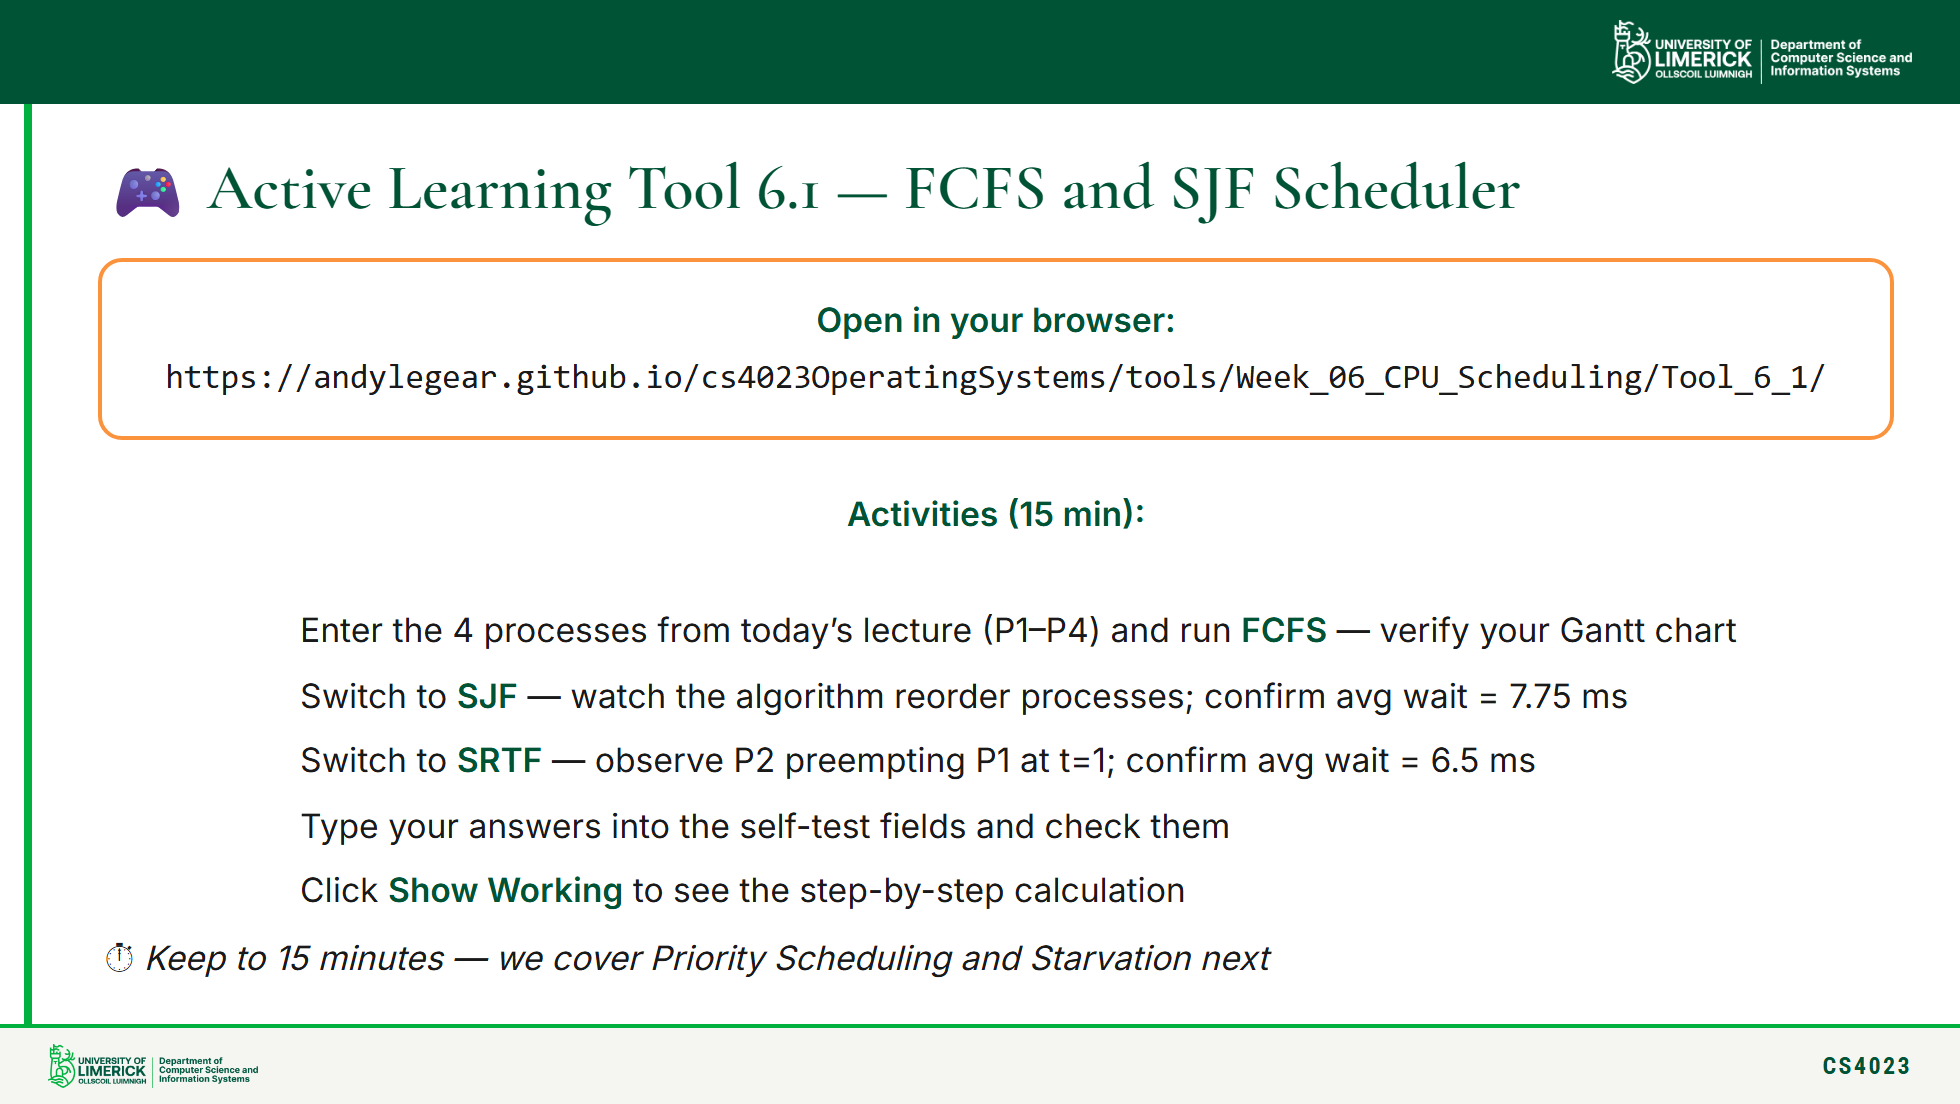 UNIVERSITY OF
LIMERICK
OLLSCOIL LUIMNIGH
Department of
Computer Science and
Information Systems
Active Learning Tool 6.1 — FCFS and SJF Scheduler
Open in your browser:
https://andylegear.github.io/cs4023OperatingSystems/tools/Week_06_CPU_Scheduling/Tool_6_1/
Activities (15 min):
Enter the 4 processes from today’s lecture (P1–P4) and run FCFS — verify your Gantt chart
Switch to SJF — watch the algorithm reorder processes; confirm avg wait = 7.75 ms
Switch to SRTF — observe P2 preempting P1 at t=1; confirm avg wait = 6.5 ms
Type your answers into the self-test fields and check them
Click Show Working to see the step-by-step calculation
Keep to 15 minutes — we cover Priority Scheduling and Starvation next
UNIVERSITY OF
LIMERICK
OLLSCOIL LUIMNIGH
Department of
Computer Science and
Information Systems
CS4023